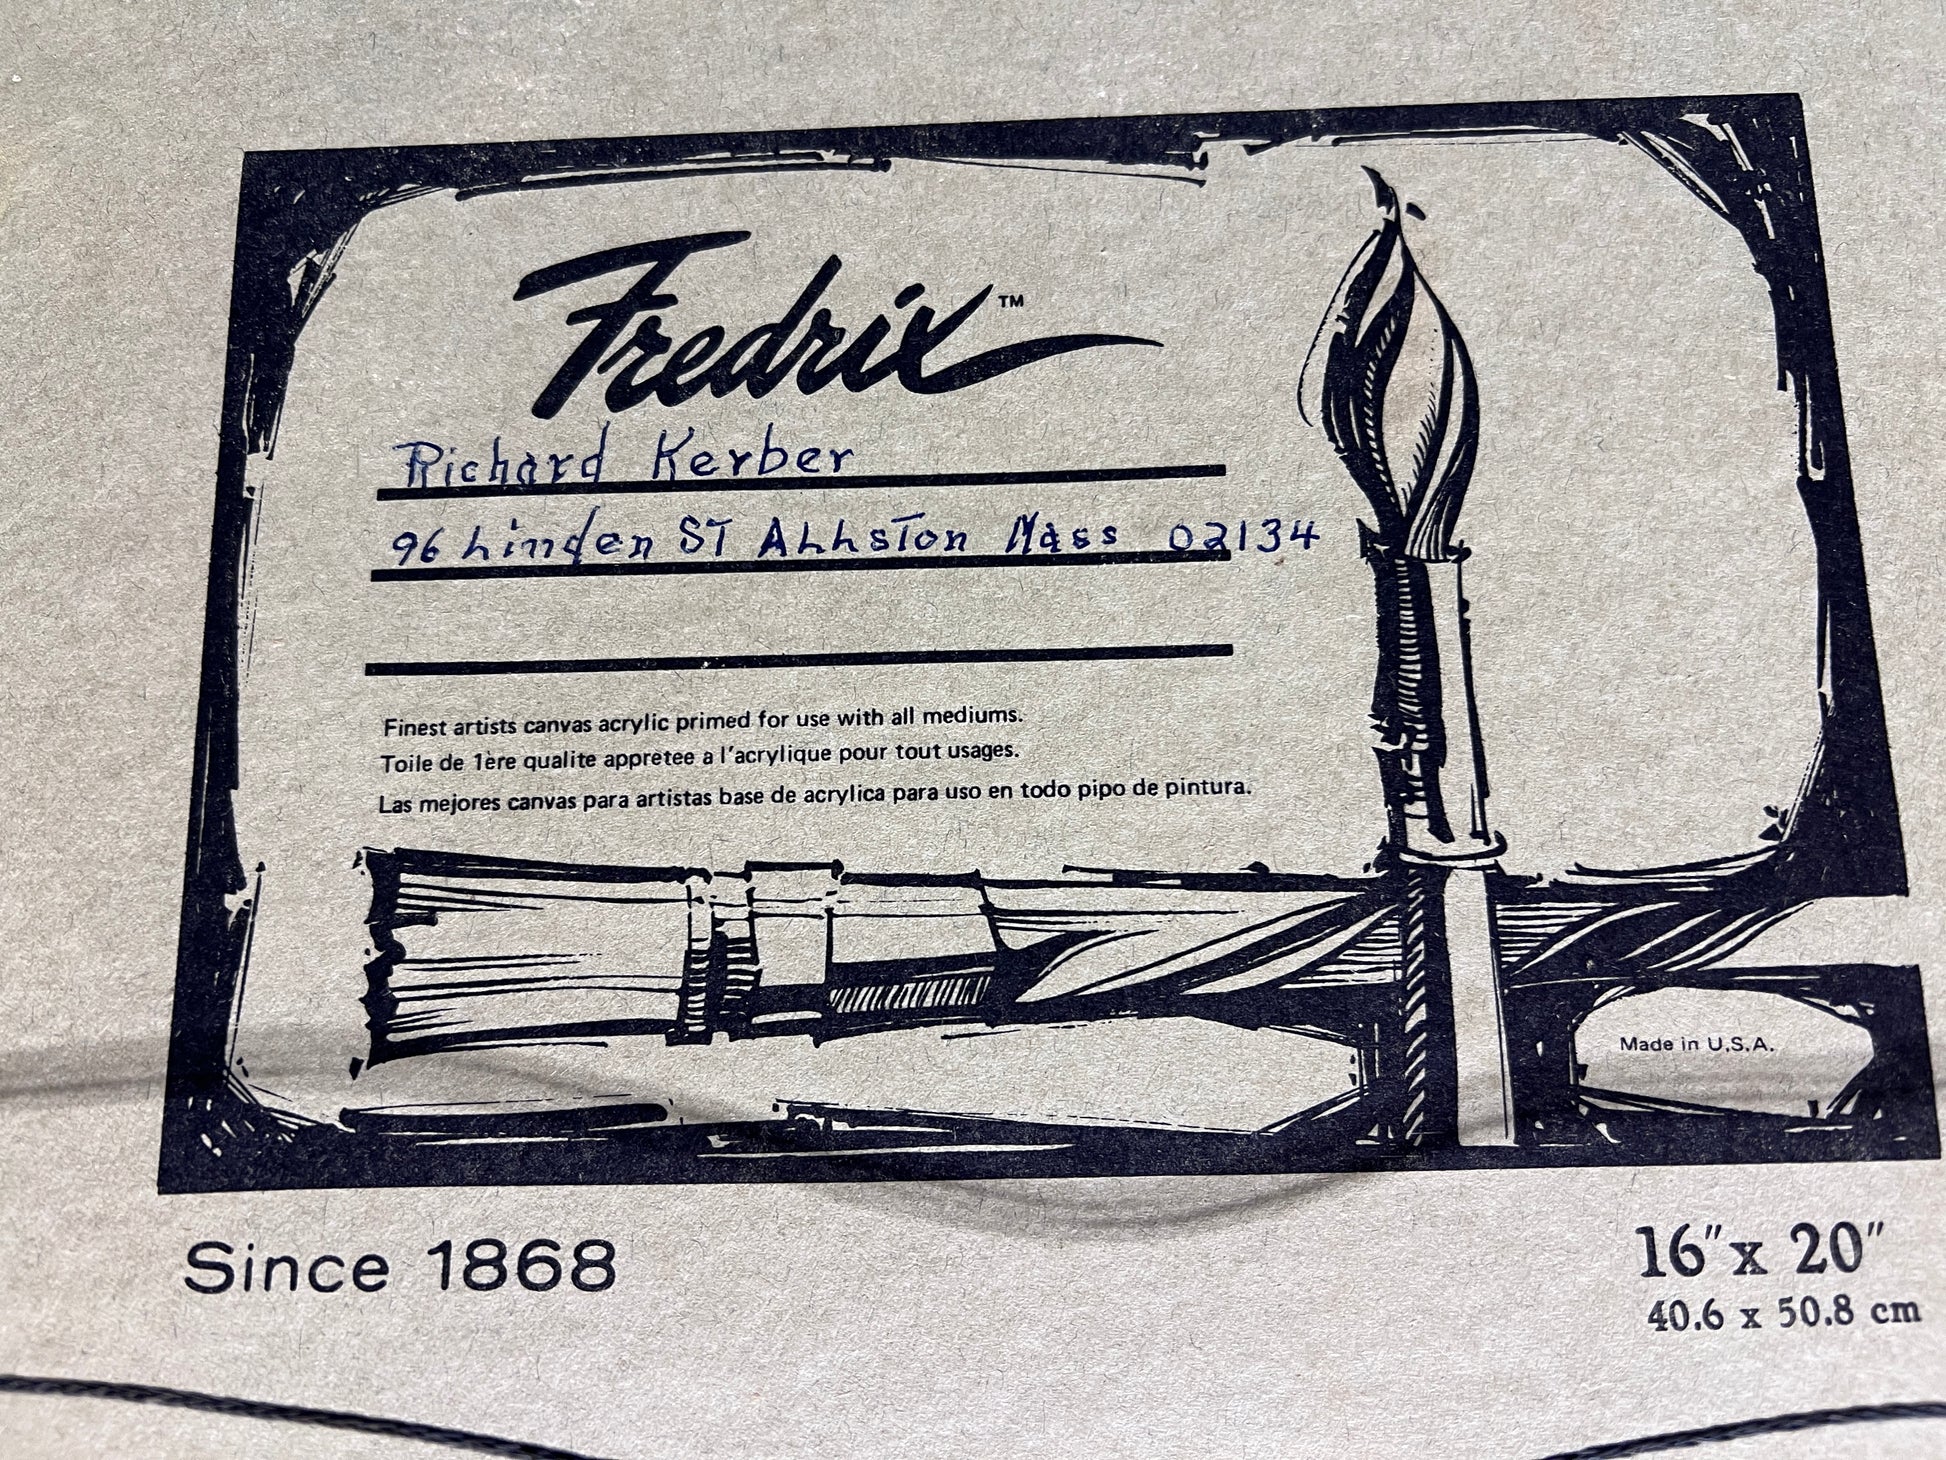 Fredrix™
Richard Kerber
96 Linden ST Allston Mass 02134
Finest artists canvas acrylic primed for use with all mediums.
Toile de 1ère qualite appretee a l'acrylique pour tout usages.
Las mejores canvas para artistas base de acrylica para uso en todo pipo de pintura.
Made in U.S.A.
Since 1868
16" x 20"
40.6 x 50.8 cm